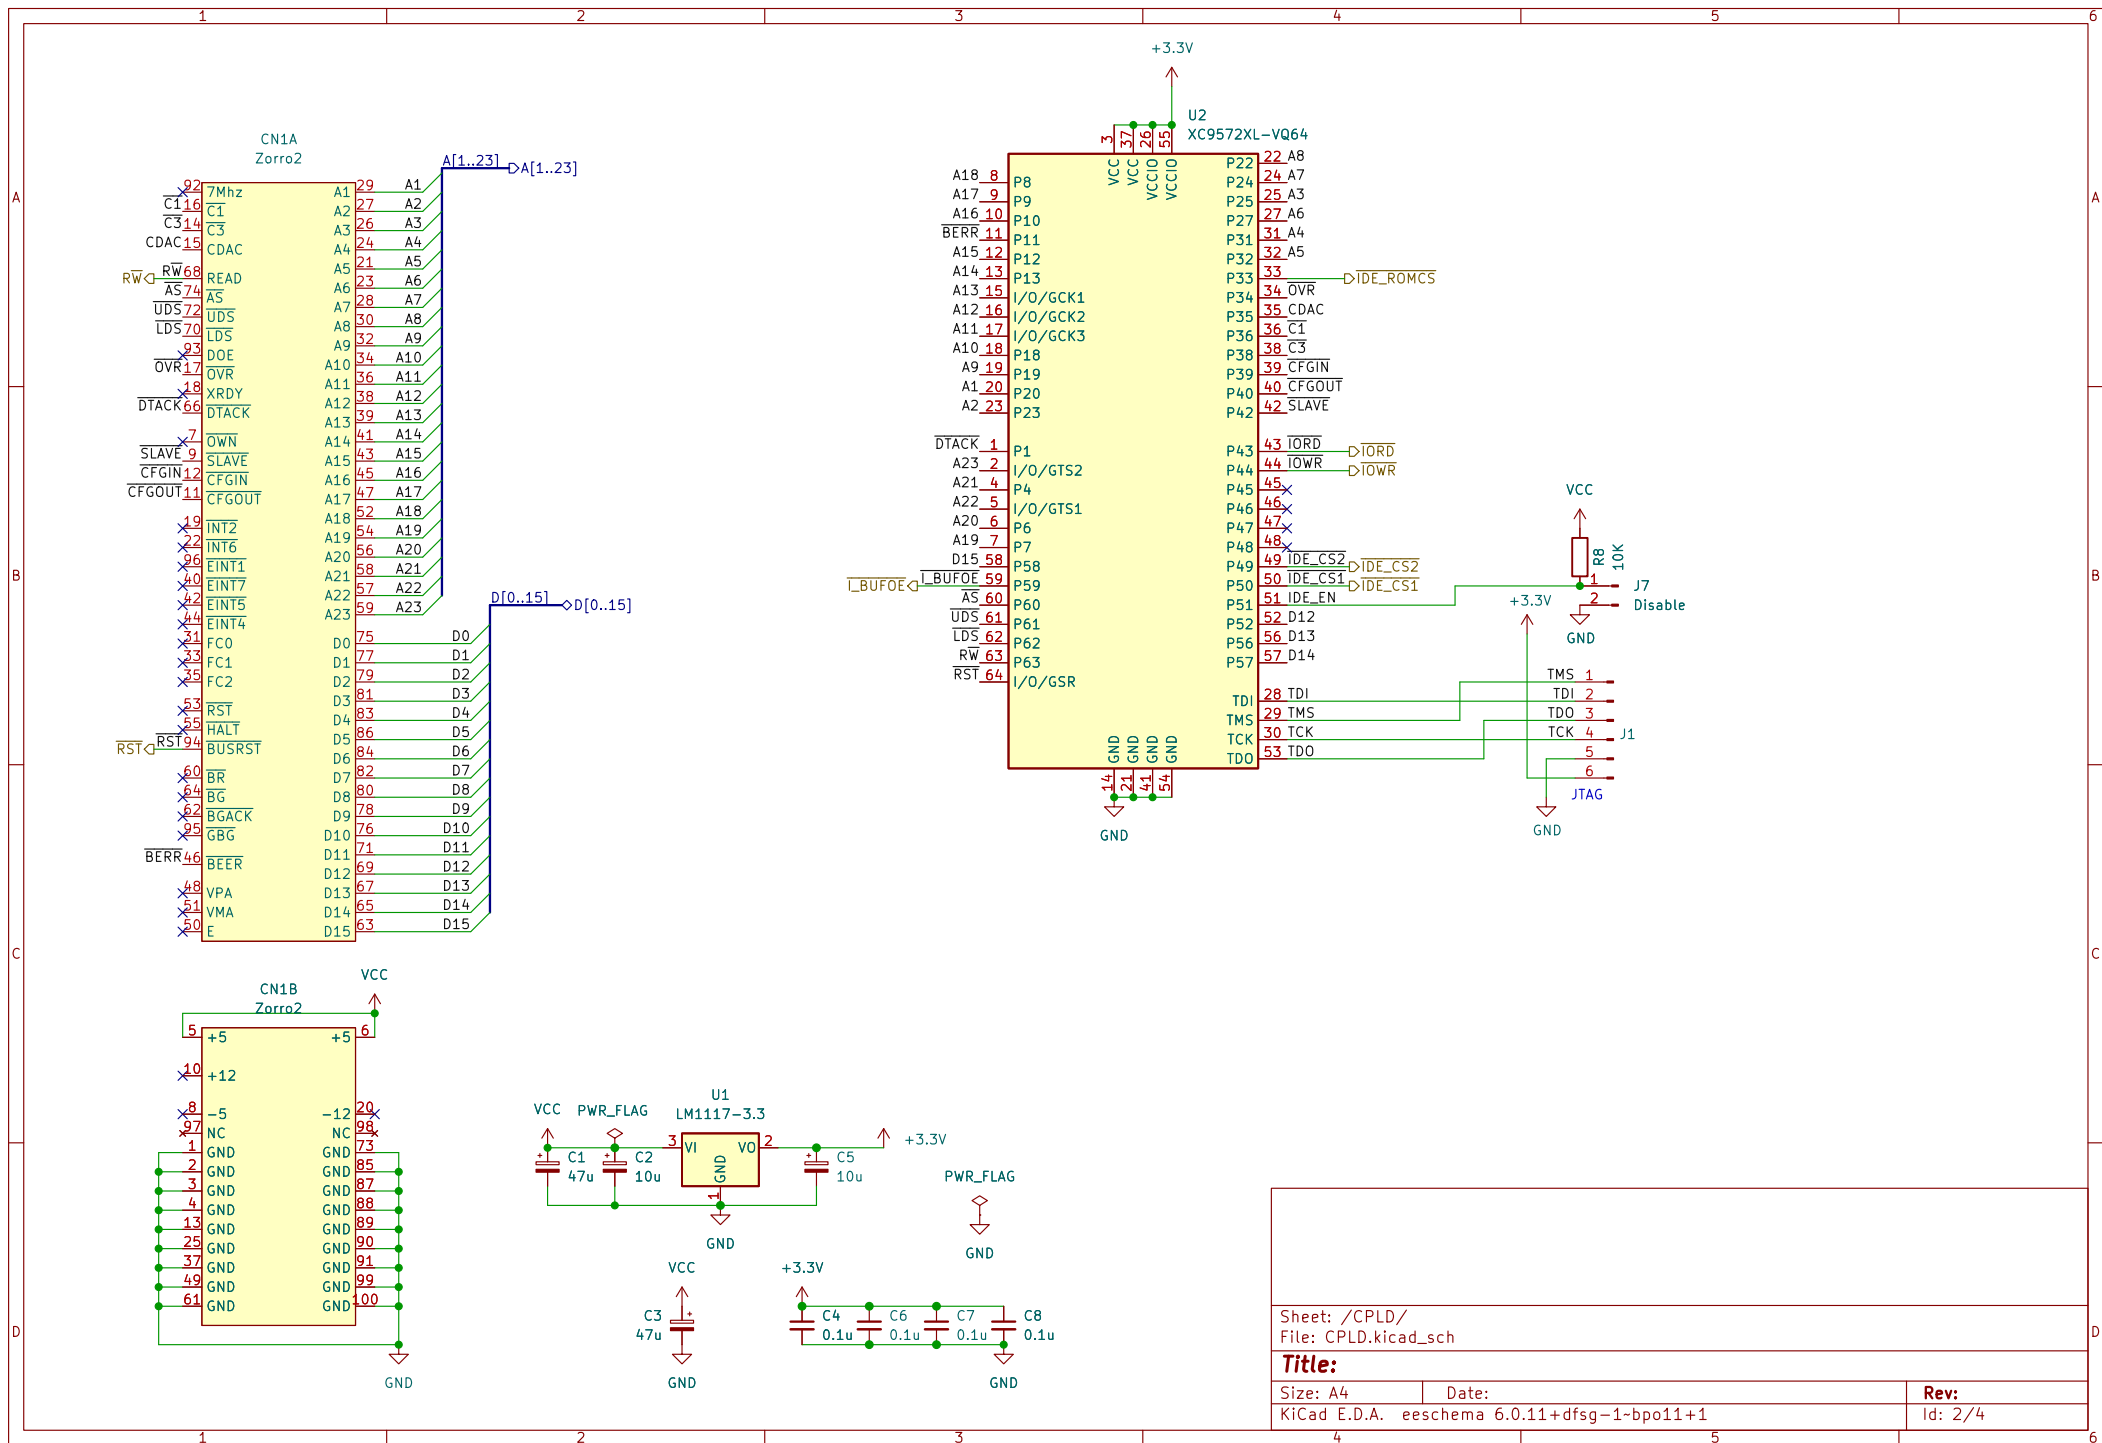 1 2 3 4 5 6
A
B
C
D
A
B
C
D
1 2 3 4 5 6
CN1A
Zorro2
92 7Mhz
C1 16 C1
C3 14 C3
CDAC 15 CDAC
RW RW 68 READ
AS 74 AS
UDS 72 UDS
LDS 70 LDS
93 DOE
OVR 17 OVR
18 XRDY
DTACK 66 DTACK
7 OWN
SLAVE 9 SLAVE
CFGIN 12 CFGIN
CFGOUT 11 CFGOUT
19 INT2
22 INT6
96 EINT1
40 EINT7
42 EINT5
44 EINT4
31 FC0
33 FC1
35 FC2
53 RST
55 HALT
RST RST 94 BUSRST
60 BR
64 BG
62 BGACK
95 GBG
BERR 46 BEER
48 VPA
51 VMA
50 E
A[1..23] A[1..23]
A1 29 A1
A2 27 A2
A3 26 A3
A4 24 A4
A5 21 A5
A6 23 A6
A7 28 A7
A8 30 A8
A9 32 A9
A10 34 A10
A11 36 A11
A12 38 A12
A13 39 A13
A14 41 A14
A15 43 A15
A16 45 A16
A17 47 A17
A18 52 A18
A19 54 A19
A20 56 A20
A21 58 A21
A22 57 A22
A23 59 A23
D[0..15] D[0..15]
D0 75 D0
D1 77 D1
D2 79 D2
D3 81 D3
D4 83 D4
D5 86 D5
D6 84 D6
D7 82 D7
D8 80 D8
D9 78 D9
D10 76 D10
D11 71 D11
D12 69 D12
D13 67 D13
D14 65 D14
D15 63 D15
+3.3V
U2
XC9572XL-VQ64
3 37 26 55
VCC VCC VCCIO VCCIO
A18 8 P8
A17 9 P9
A16 10 P10
BERR 11 P11
A15 12 P12
A14 13 P13
A13 15 I/O/GCK1
A12 16 I/O/GCK2
A11 17 I/O/GCK3
A10 18 P18
A9 19 P19
A1 20 P20
A2 23 P23
DTACK 1 P1
A23 2 I/O/GTS2
A21 4 P4
A22 5 I/O/GTS1
A20 6 P6
A19 7 P7
D15 58 P58
I_BUFOE I_BUFOE 59 P59
AS 60 P60
UDS 61 P61
LDS 62 P62
RW 63 P63
RST 64 I/O/GSR
P22 22 A8
P24 24 A7
P25 25 A3
P27 27 A6
P31 31 A4
P32 32 A5
P33 33 IDE_ROMCS
P34 34 OVR
P35 35 CDAC
P36 36 C1
P38 38 C3
P39 39 CFGIN
P40 40 CFGOUT
P42 42 SLAVE
P43 43 IORD IORD
P44 44 IOWR IOWR
P45 45
P46 46
P47 47
P48 48
P49 49 IDE_CS2 IDE_CS2
P50 50 IDE_CS1 IDE_CS1
P51 51 IDE_EN
P52 52 D12
P56 56 D13
P57 57 D14
TDI 28 TDI
TMS 29 TMS
TCK 30 TCK
TDO 53 TDO
GND GND GND GND
14 21 41 54
GND
VCC
R8
10K
1 J7
2 Disable
GND
+3.3V
TMS 1
TDI 2
TDO 3
TCK 4
5
6
J1
JTAG
GND
VCC
CN1B
Zorro2
5 +5 +5 6
10 +12
8 -5 -12 20
97 NC NC 98
1 GND GND 73
2 GND GND 85
3 GND GND 87
4 GND GND 88
13 GND GND 89
25 GND GND 90
37 GND GND 91
49 GND GND 99
61 GND GND 100
GND
VCC PWR_FLAG
U1
LM1117-3.3
3 VI VO 2
GND
1
+3.3V
C1
47u
C2
10u
C5
10u
GND
PWR_FLAG
GND
VCC
C3
47u
GND
+3.3V
C4
0.1u
C6
0.1u
C7
0.1u
C8
0.1u
GND
Sheet: /CPLD/
File: CPLD.kicad_sch
Title:
Size: A4 Date: Rev:
KiCad E.D.A. eeschema 6.0.11+dfsg-1~bpo11+1 Id: 2/4